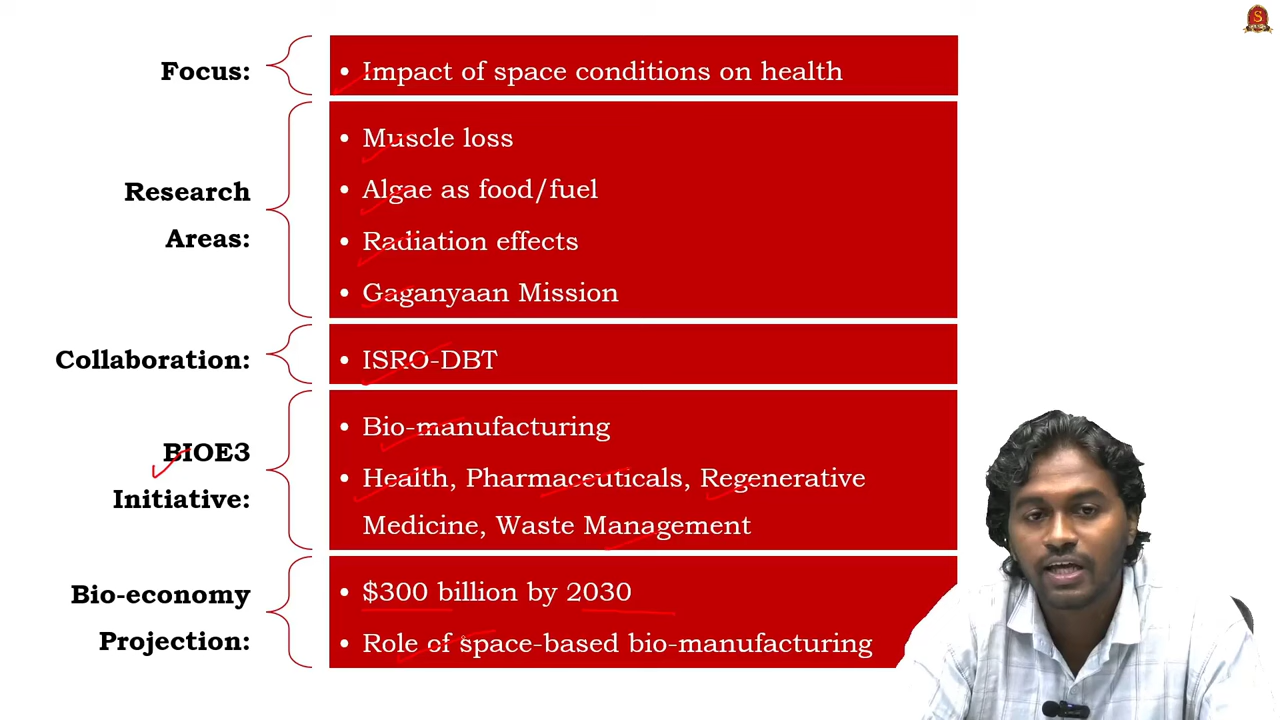 Focus:
• Impact of space conditions on health
Research
Areas:
• Muscle loss
• Algae as food/fuel
• Radiation effects
• Gaganyaan Mission
Collaboration:
• ISRO-DBT
BIOE3
Initiative:
• Bio-manufacturing
• Health, Pharmaceuticals, Regenerative
Medicine, Waste Management
Bio-economy
Projection:
• $300 billion by 2030
• Role of space-based bio-manufacturing
S